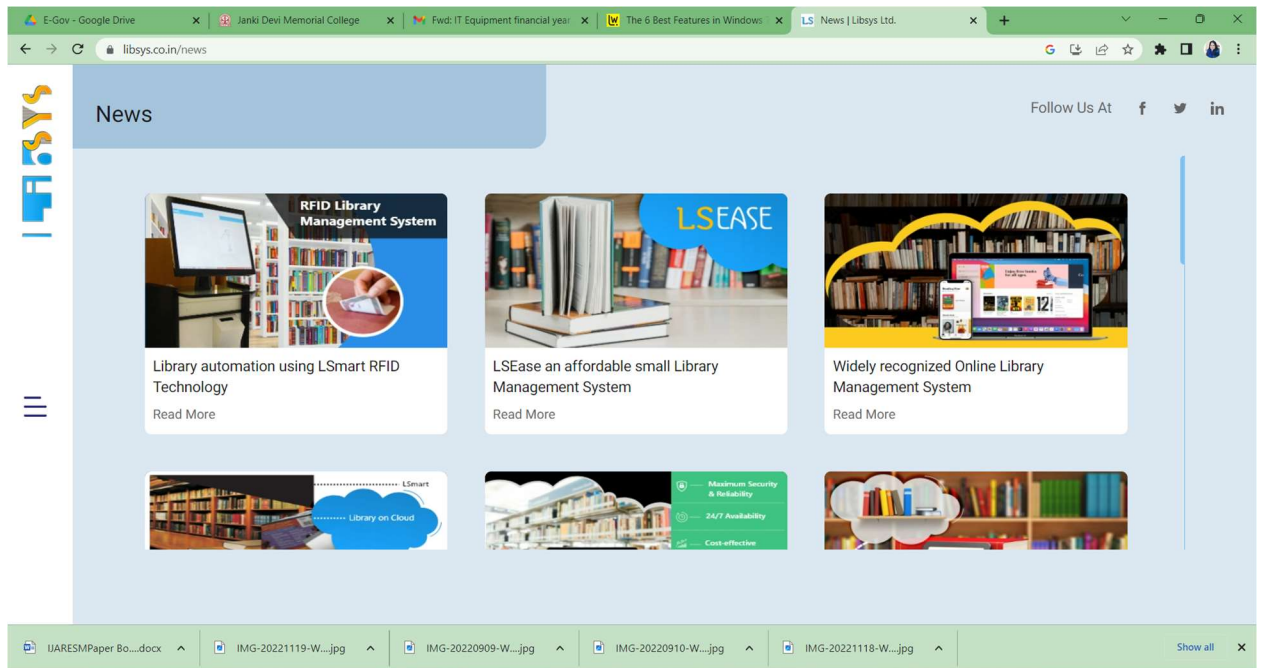 E-Gov - Google Drive
Janki Devi Memorial College
Fwd: IT Equipment financial year
The 6 Best Features in Windows
News | Libsys Ltd.
libsys.co.in/news
LIBSYS
News
Follow Us At
RFID Library
Management System
LSEASE
Library automation using LSmart RFID
Technology
Read More
LSEase an affordable small Library
Management System
Read More
Widely recognized Online Library
Management System
Read More
LSmart
Library on Cloud
Maximum Security
& Reliability
24/7 Availability
Cost-effective
IJARESMPaper Bo....docx
IMG-20221119-W....jpg
IMG-20220909-W....jpg
IMG-20220910-W....jpg
IMG-20221118-W....jpg
Show all